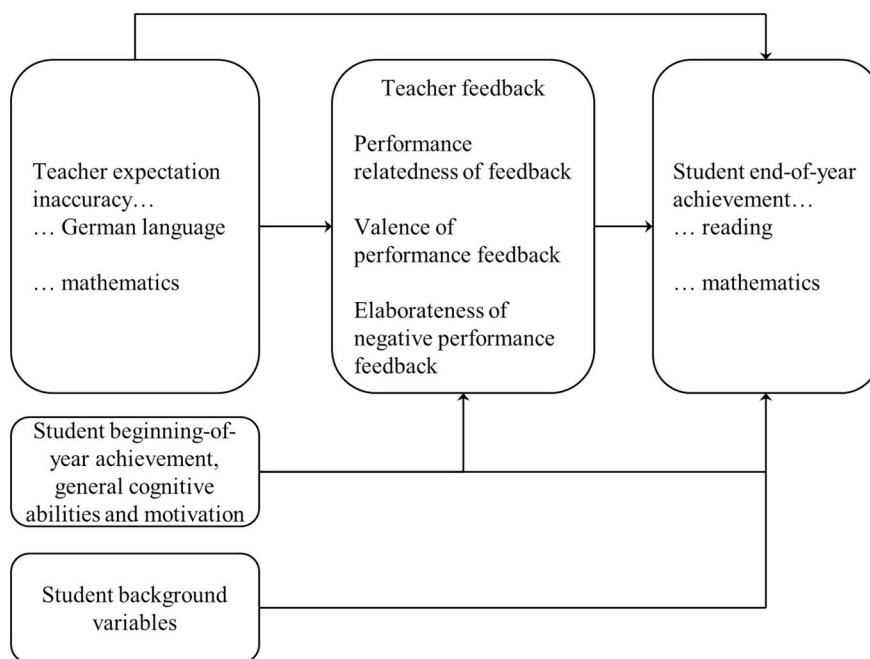 Teacher expectation
inaccuracy…
… German language
… mathematics
Teacher feedback
Performance
relatedness of feedback
Valence of
performance feedback
Elaborateness of
negative performance
feedback
Student end-of-year
achievement…
… reading
… mathematics
Student beginning-of-
year achievement,
general cognitive
abilities and motivation
Student background
variables